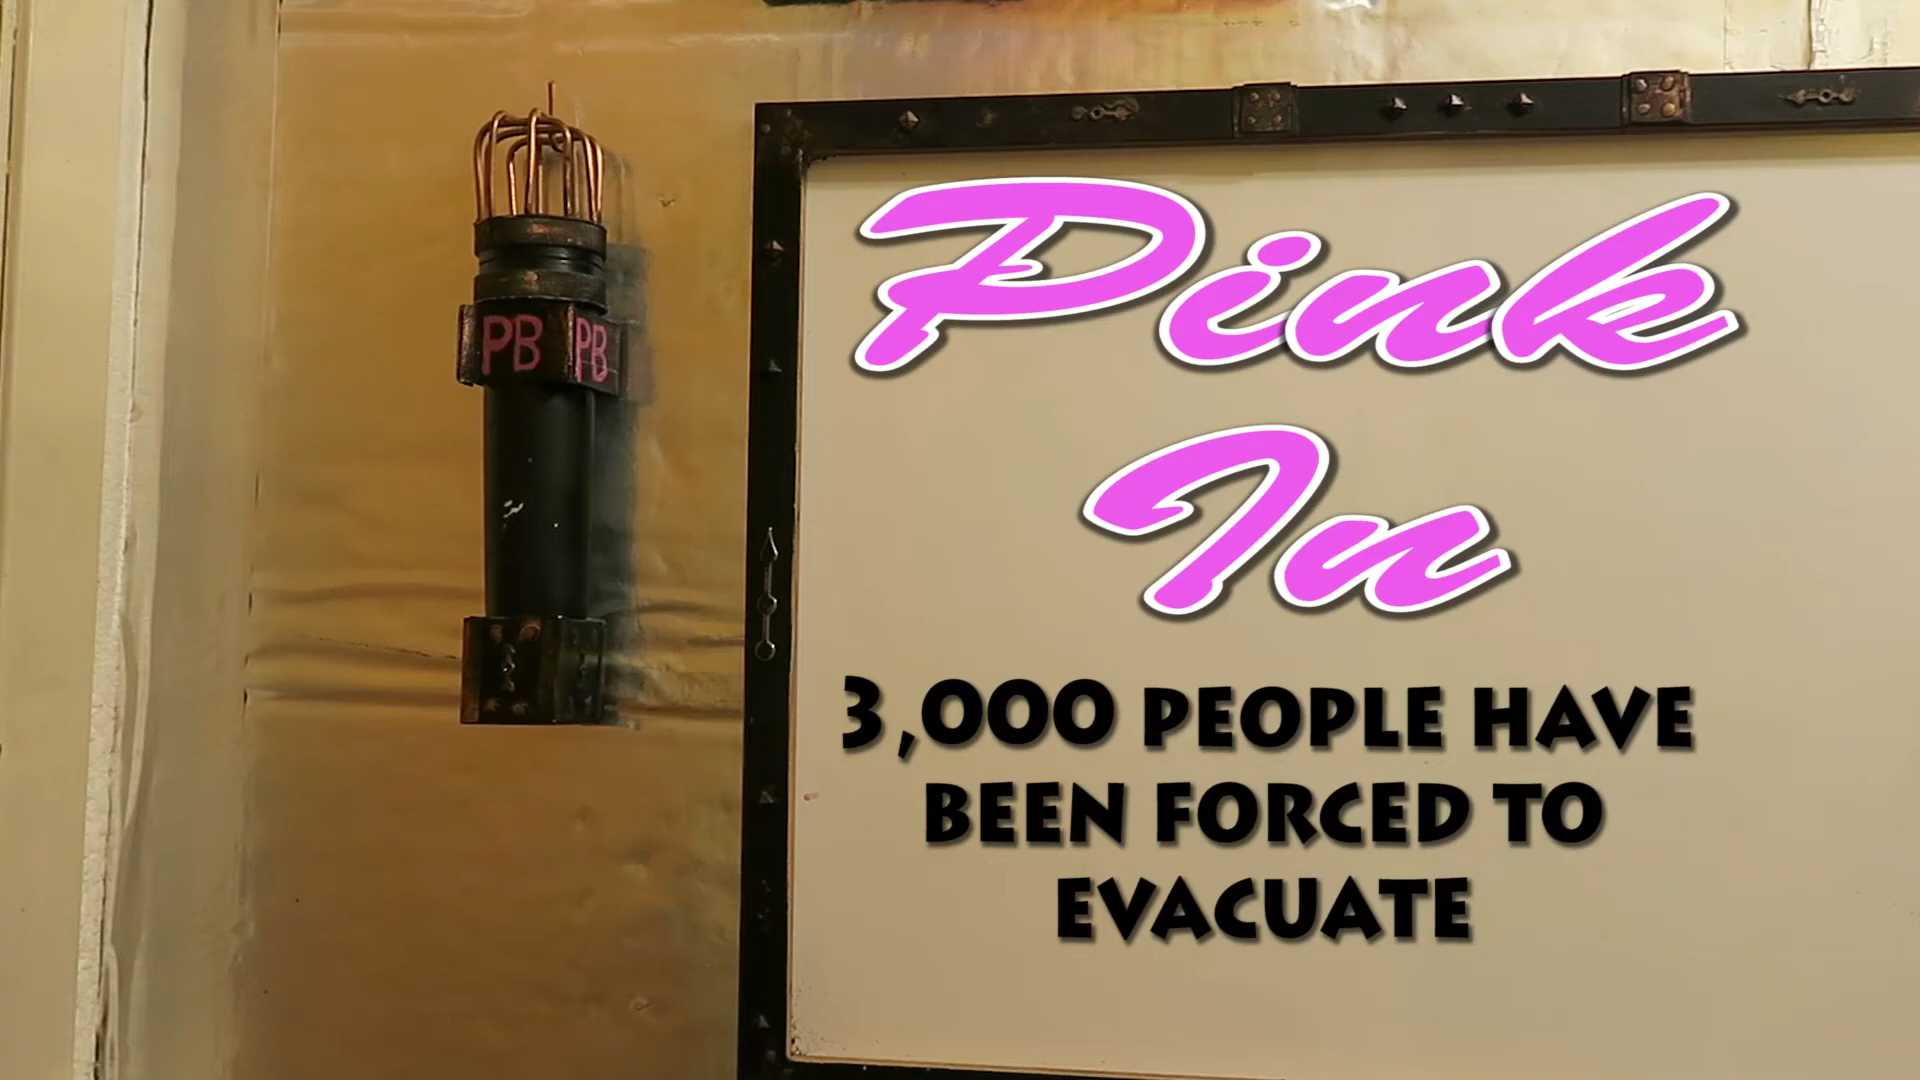 PB PB
Pink
In
3,000 PEOPLE HAVE
BEEN FORCED TO
EVACUATE